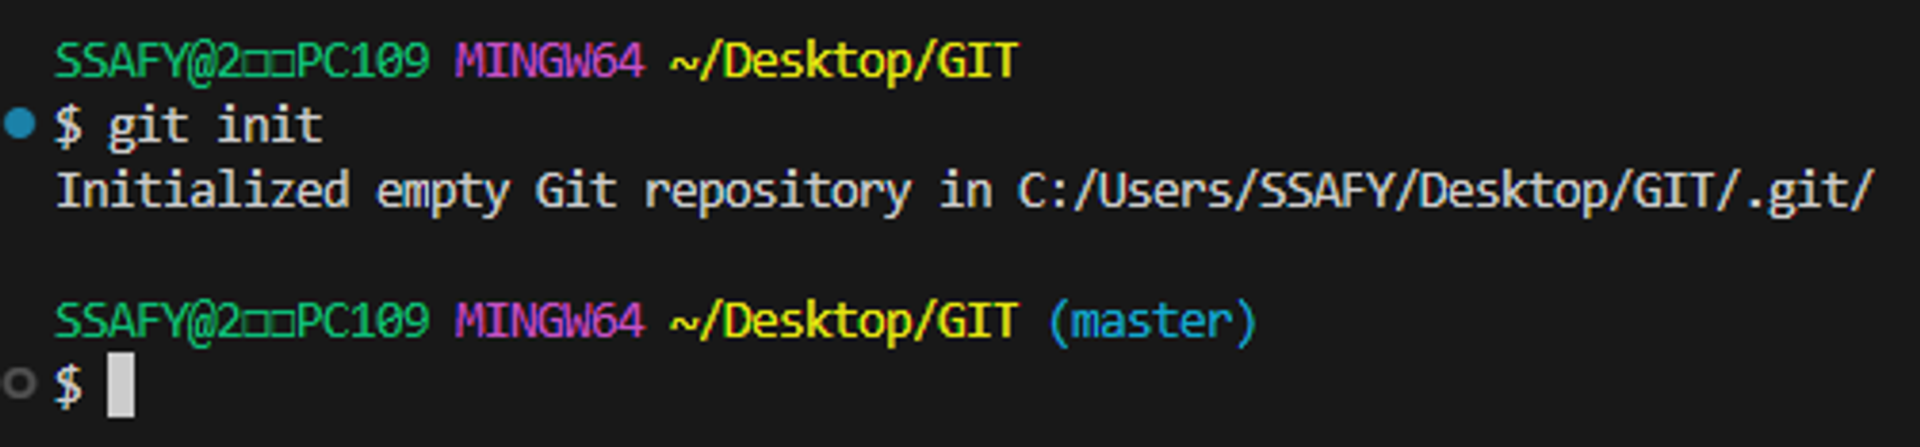 SSAFY@2□□PC109 MINGW64 ~/Desktop/GIT
$ git init
Initialized empty Git repository in C:/Users/SSAFY/Desktop/GIT/.git/
SSAFY@2□□PC109 MINGW64 ~/Desktop/GIT (master)
$